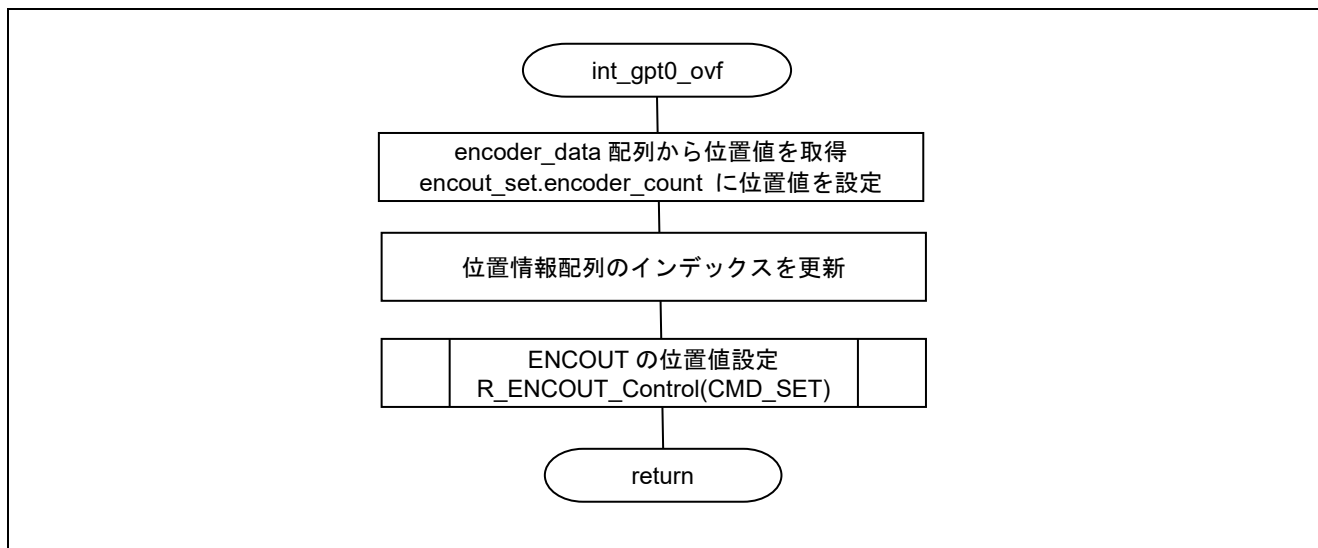 int_gpt0_ovf
encoder_data 配列から位置値を取得
encout_set.encoder_count に位置値を設定
位置情報配列のインデックスを更新
ENCOUT の位置値設定
R_ENCOUT_Control(CMD_SET)
return